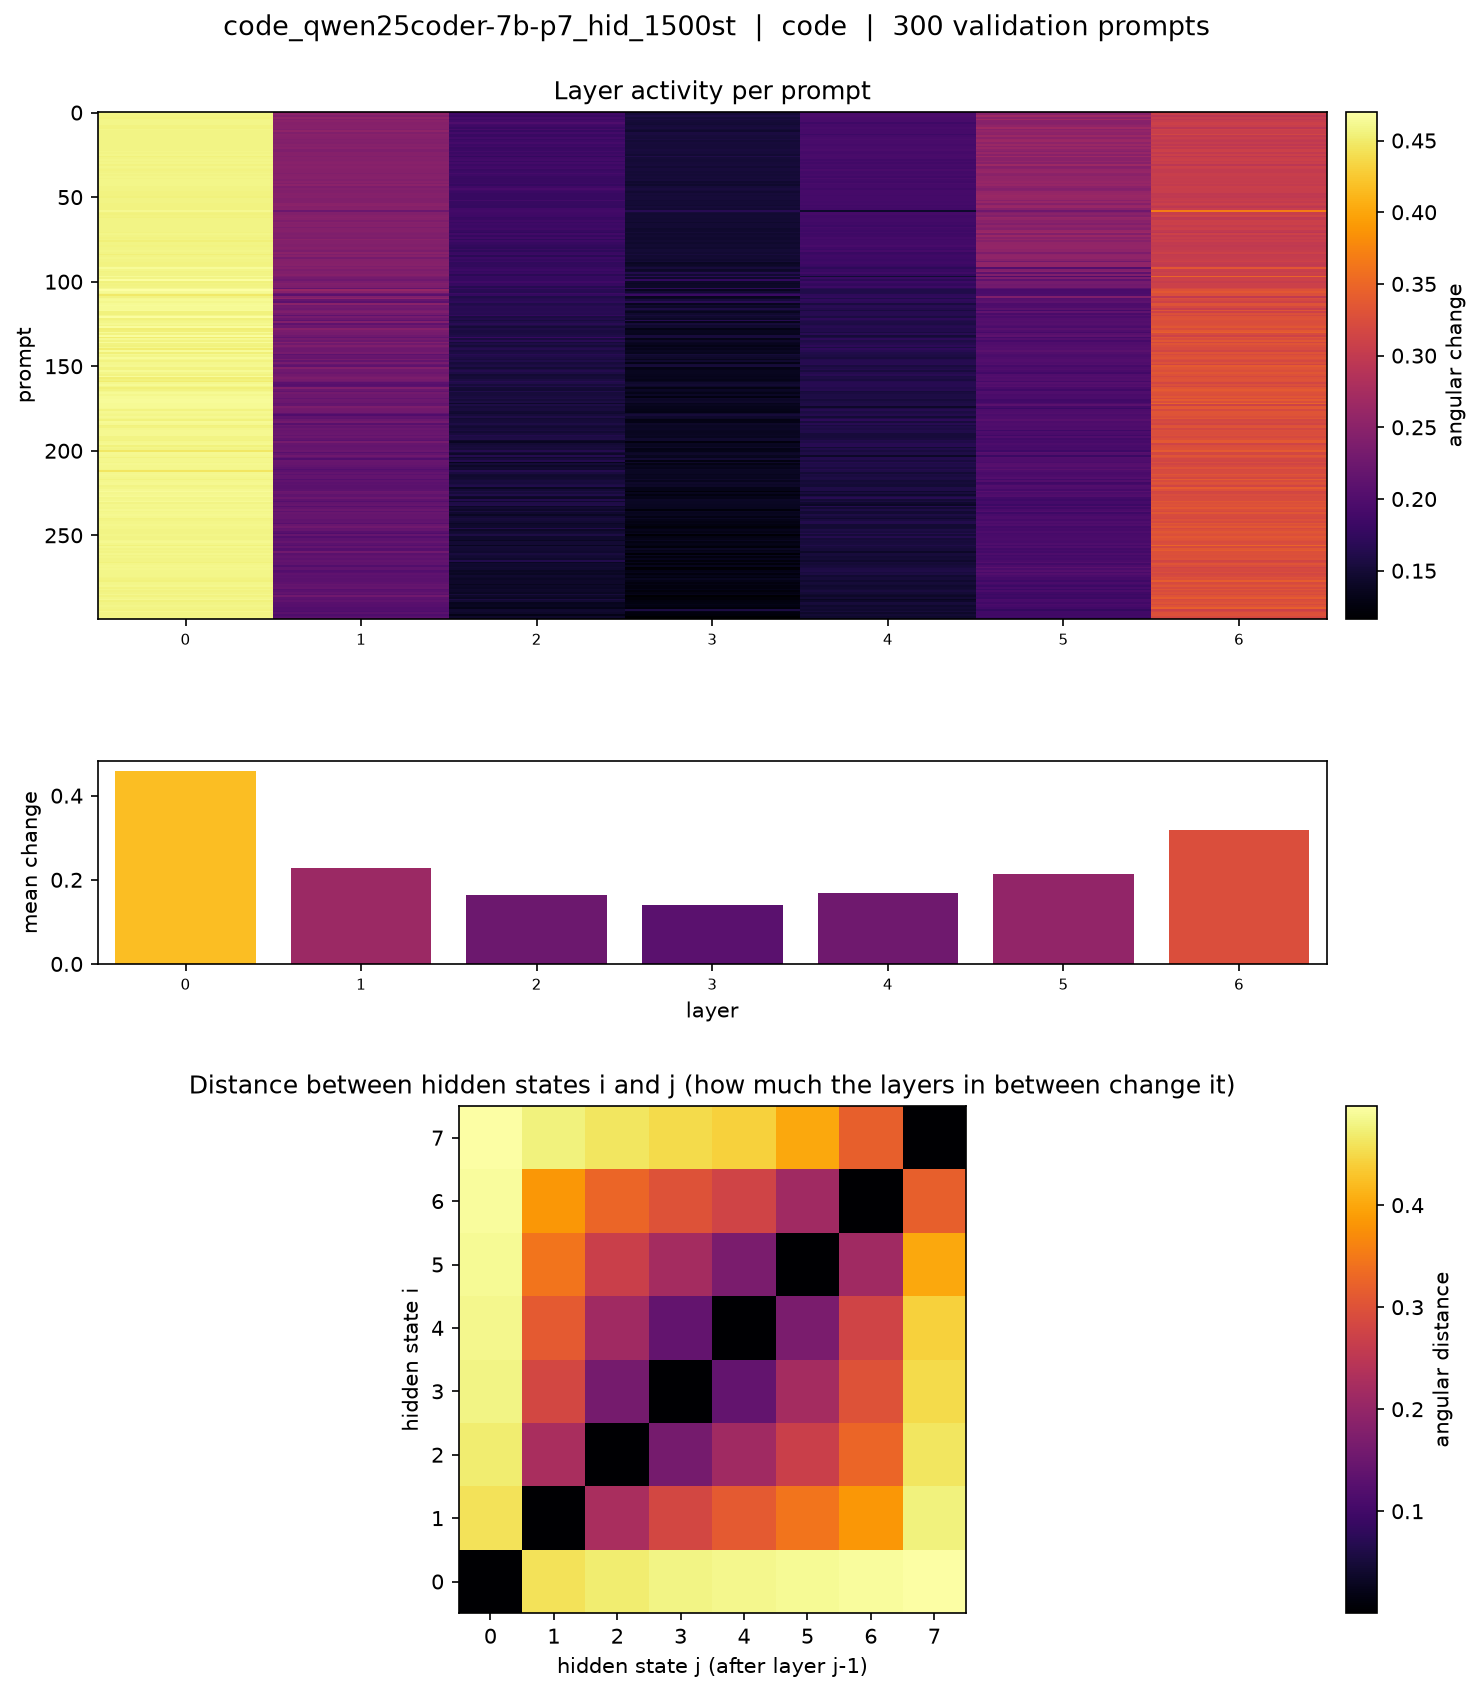 code_qwen25coder-7b-p7_hid_1500st  |  code  |  300 validation prompts
Layer activity per prompt
prompt
0
50
100
150
200
250
0 1 2 3 4 5 6
0.45
0.40
0.35
0.30
0.25
0.20
0.15
angular change
mean change
0.4
0.2
0.0
0 1 2 3 4 5 6
layer
Distance between hidden states i and j (how much the layers in between change it)
hidden state i
7
6
5
4
3
2
1
0
0 1 2 3 4 5 6 7
hidden state j (after layer j-1)
0.4
0.3
0.2
0.1
angular distance